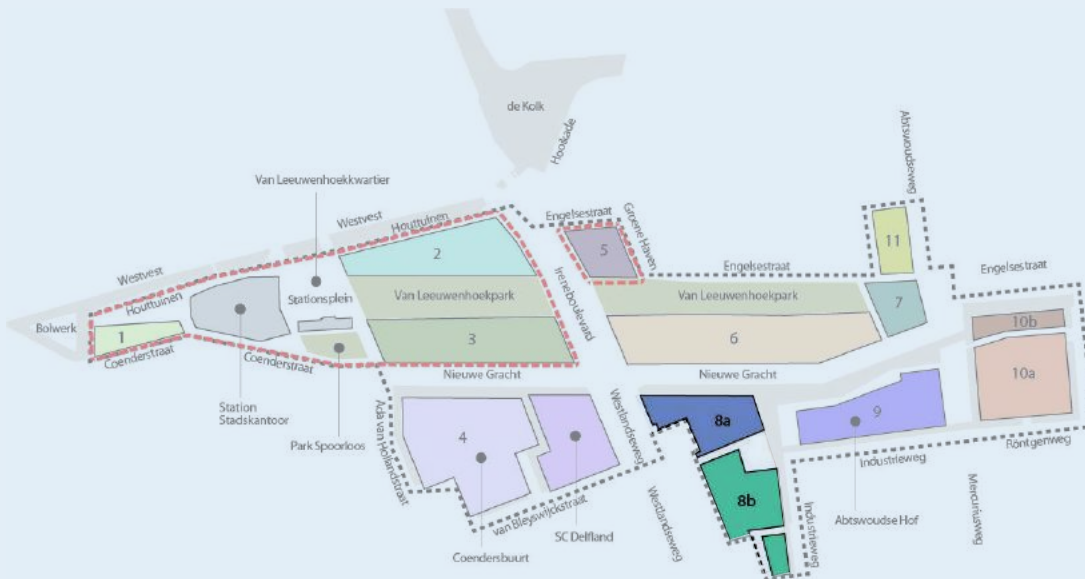 de Kolk
Hooikade
Abtswoudseweg
Van Leeuwenhoekkwartier
Westvest
Houttuinen
Engelsestraat
Groene Haven
Westvest
Houttuinen
2
5
11
Engelsestraat
Engelsestraat
Stationsplein
Van Leeuwenhoekpark
Ireneboulevard
Van Leeuwenhoekpark
7
Bolwerk
1
Coenderstraat
3
6
10b
Coenderstraat
Nieuwe Gracht
Nieuwe Gracht
10a
Station
Stadskantoor
Park Spoorloos
Ada van Hollandstraat
4
Westlandseweg
8a
9
Röntgenweg
Industrieweg
van Bleyswijckstraat
Westlandseweg
8b
Industrieweg
Mercuriusweg
Abtswoudse Hof
SC Delfland
Coendersbuurt